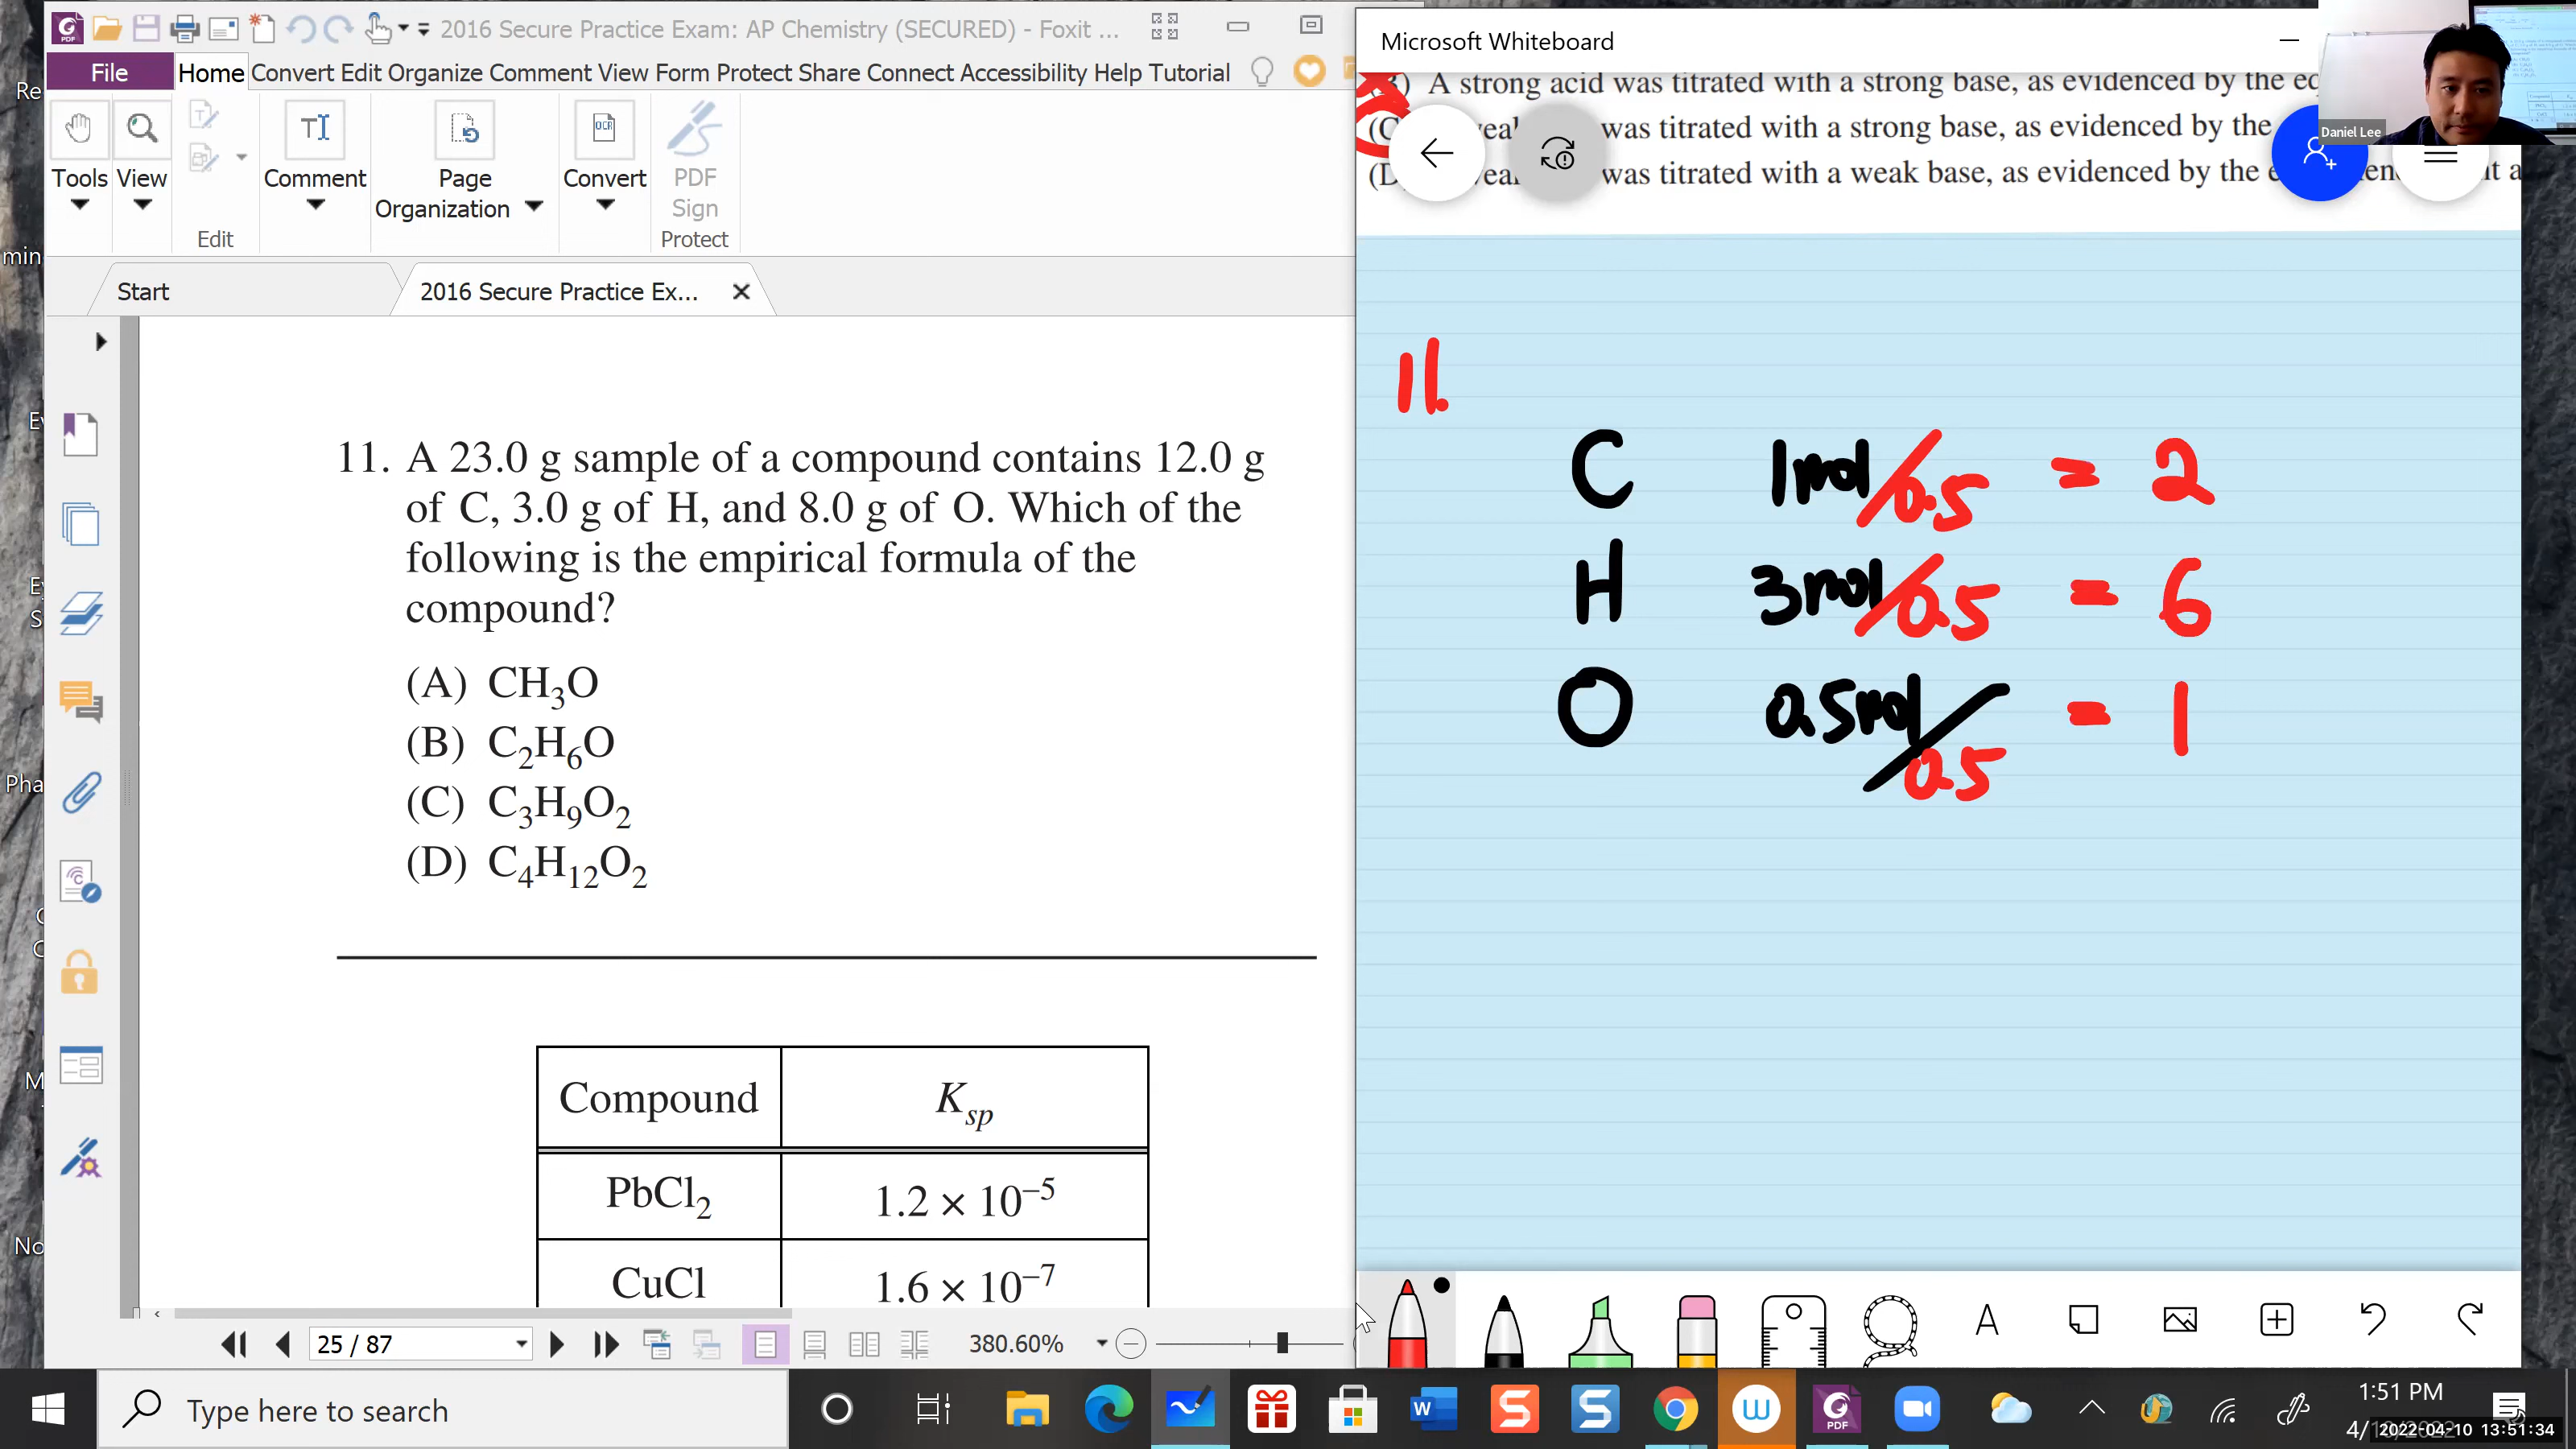 2016 Secure Practice Exam: AP Chemistry (SECURED) - Foxit ...
File Home Convert Edit Organize Comment View Form Protect Share Connect Accessibility Help Tutorial
Tools View Comment Page Organization Convert PDF Sign
Edit Protect
Start 2016 Secure Practice Ex...
11. A 23.0 g sample of a compound contains 12.0 g
of C, 3.0 g of H, and 8.0 g of O. Which of the
following is the empirical formula of the
compound?
(A) CH₃O
(B) C₂H₆O
(C) C₃H₉O₂
(D) C₄H₁₂O₂
Compound Kₛₚ
PbCl₂ 1.2 × 10⁻⁵
CuCl 1.6 × 10⁻⁷
25 / 87 380.60%
Microsoft Whiteboard
Daniel Lee
A strong acid was titrated with a strong base, as evidenced by the
was titrated with a strong base, as evidenced by the
was titrated with a weak base, as evidenced by the
11.
C 1mol/0.5 = 2
H 3mol/0.5 = 6
O 0.5mol/0.5 = 1
Type here to search
1:51 PM
2022-04-10 13:51:34